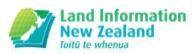 Land Information
New Zealand
Toitū te whenua